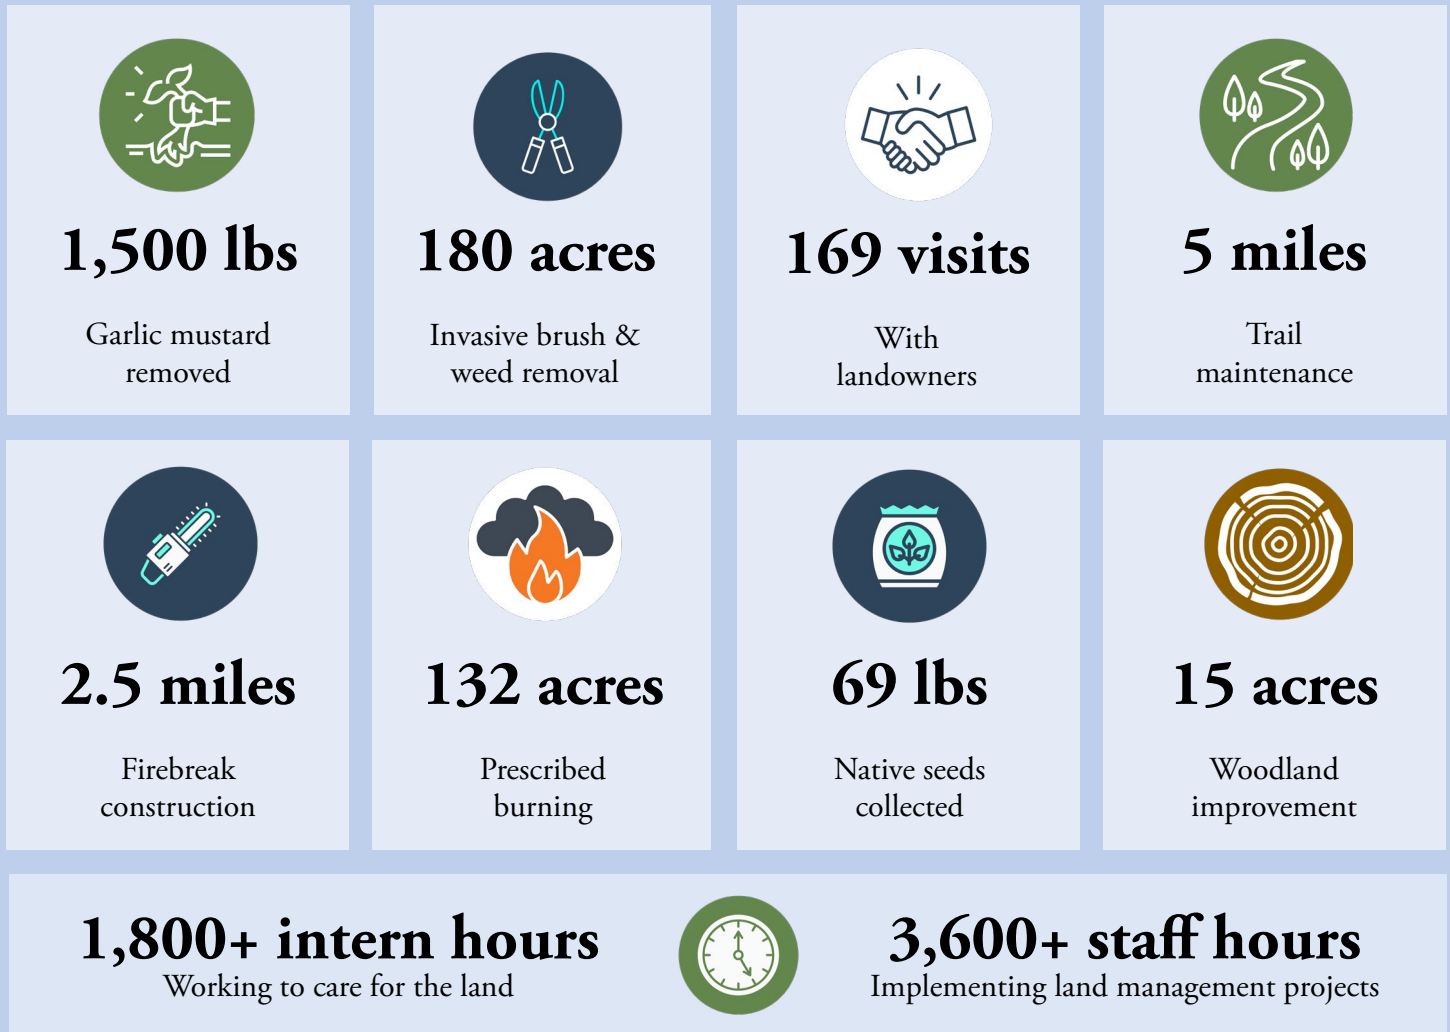 1,500 lbs
Garlic mustard
removed
180 acres
Invasive brush &
weed removal
169 visits
With
landowners
5 miles
Trail
maintenance
2.5 miles
Firebreak
construction
132 acres
Prescribed
burning
69 lbs
Native seeds
collected
15 acres
Woodland
improvement
1,800+ intern hours
Working to care for the land
3,600+ staff hours
Implementing land management projects